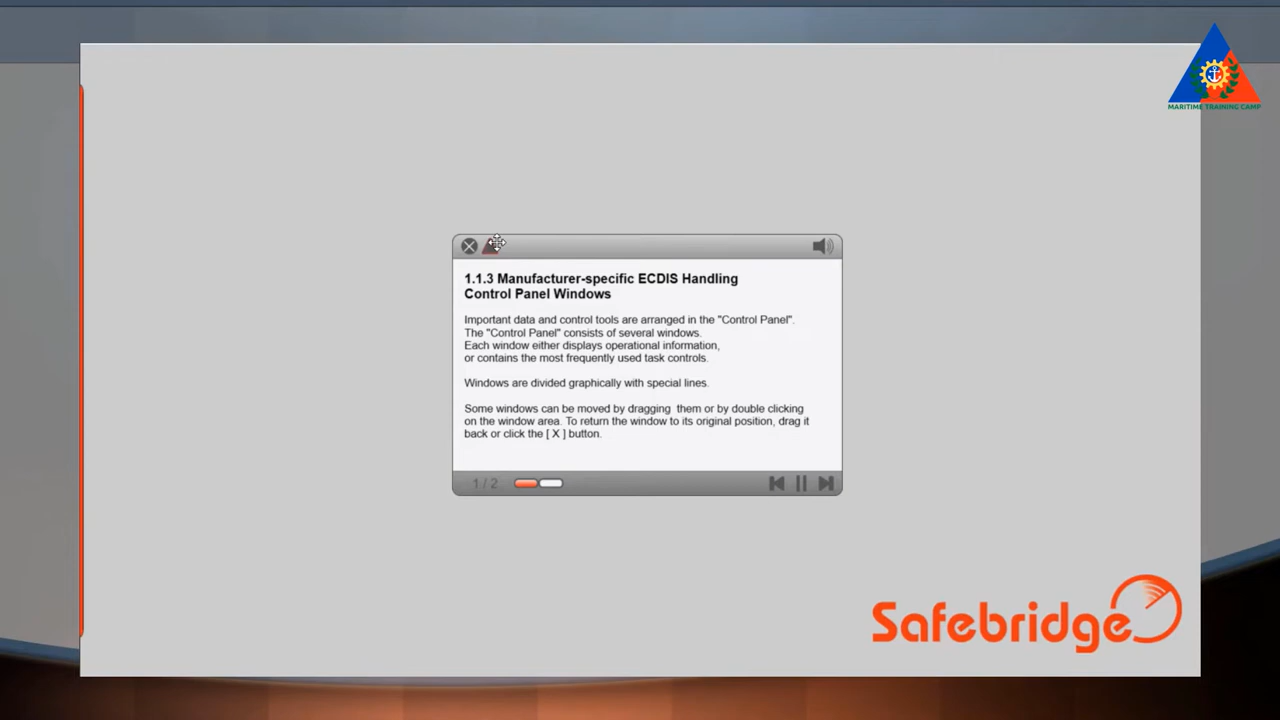 MARITIME TRAINING CAMP
1.1.3 Manufacturer-specific ECDIS Handling
Control Panel Windows
Important data and control tools are arranged in the "Control Panel".
The "Control Panel" consists of several windows.
Each window either displays operational information,
or contains the most frequently used task controls.
Windows are divided graphically with special lines.
Some windows can be moved by dragging  them or by double clicking
on the window area. To return the window to its original position, drag it
back or click the [ X ] button.
1 / 2
Safebridge